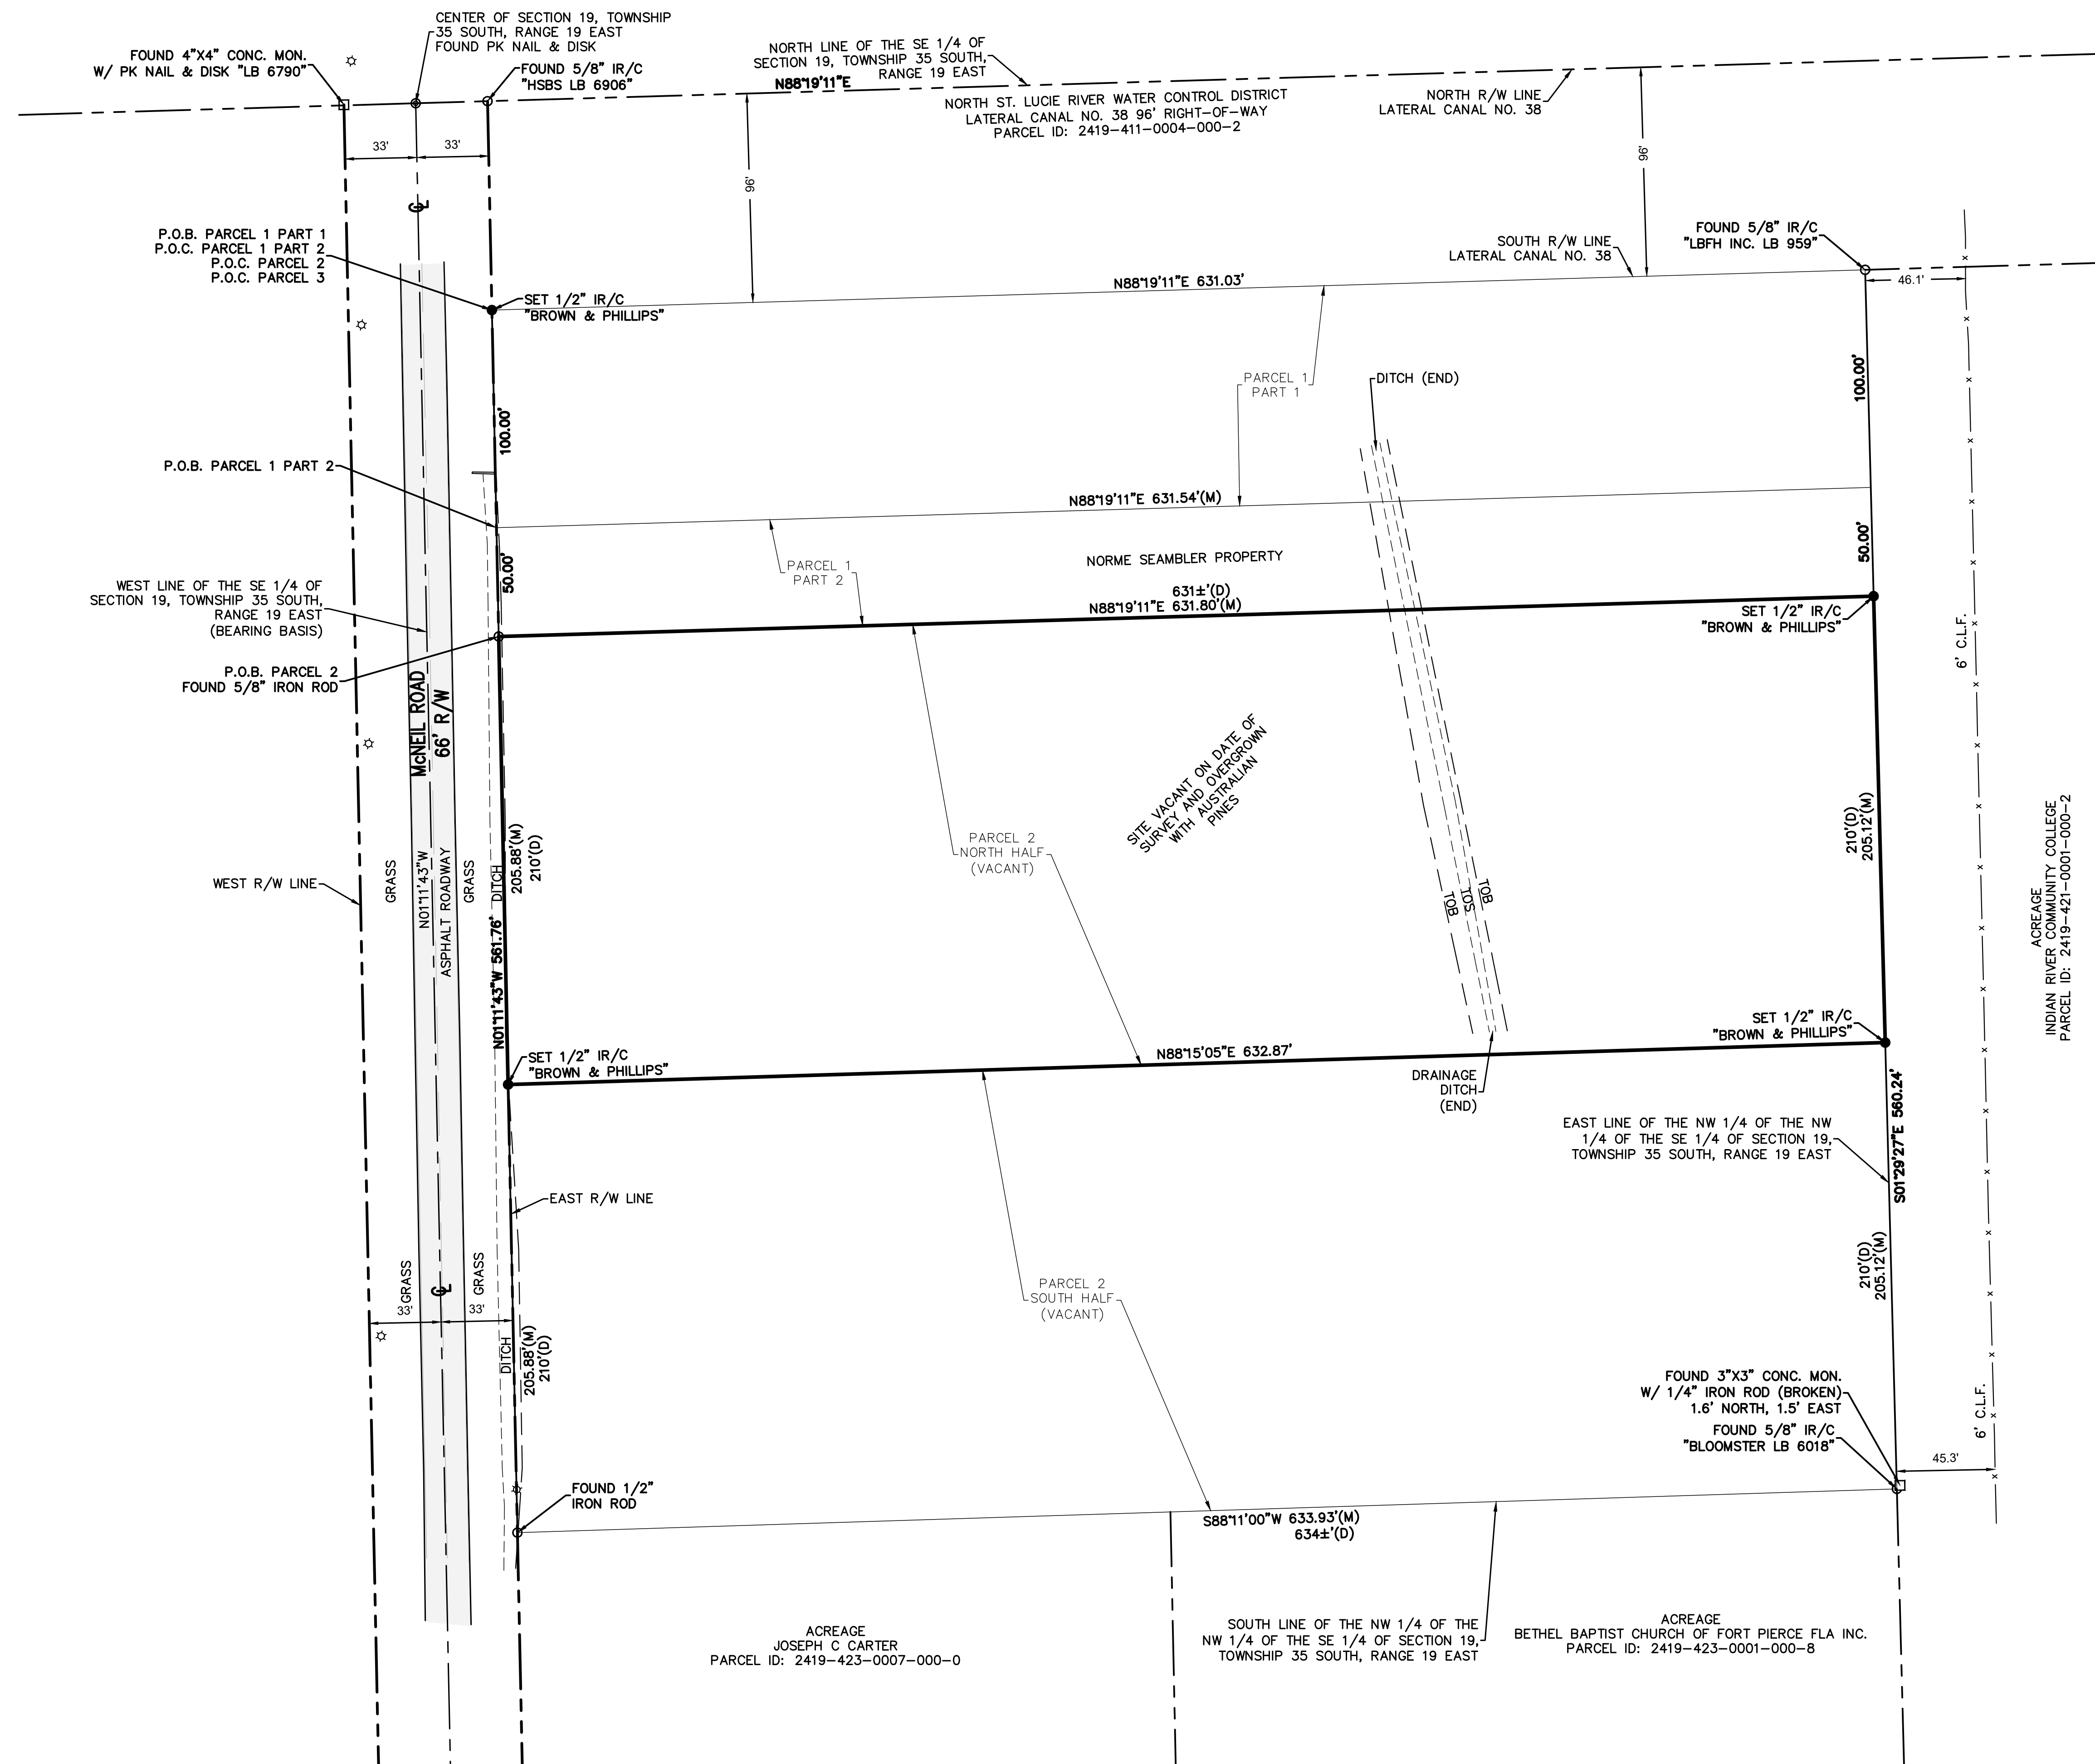 CENTER OF SECTION 19, TOWNSHIP
35 SOUTH, RANGE 19 EAST
FOUND PK NAIL & DISK
FOUND 4"X4" CONC. MON.
W/ PK NAIL & DISK "LB 6790"
FOUND 5/8" IR/C
"HSBS LB 6906"
NORTH LINE OF THE SE 1/4 OF
SECTION 19, TOWNSHIP 35 SOUTH,
RANGE 19 EAST
N88°19'11"E
NORTH ST. LUCIE RIVER WATER CONTROL DISTRICT
LATERAL CANAL NO. 38 96' RIGHT-OF-WAY
PARCEL ID: 2419-411-0004-000-2
NORTH R/W LINE
LATERAL CANAL NO. 38
33'
33'
96'
96'
℄
P.O.B. PARCEL 1 PART 1
P.O.C. PARCEL 1 PART 2
P.O.C. PARCEL 2
P.O.C. PARCEL 3
SET 1/2" IR/C
"BROWN & PHILLIPS"
N88°19'11"E 631.03'
SOUTH R/W LINE
LATERAL CANAL NO. 38
FOUND 5/8" IR/C
"LBFH INC. LB 959"
46.1'
100.00'
PARCEL 1
PART 1
DITCH (END)
100.00'
P.O.B. PARCEL 1 PART 2
N88°19'11"E 631.54'(M)
50.00'
PARCEL 1
PART 2
NORME SEAMBLER PROPERTY
631±'(D)
N88°19'11"E 631.80'(M)
50.00'
SET 1/2" IR/C
"BROWN & PHILLIPS"
6' C.L.F.
WEST LINE OF THE SE 1/4 OF
SECTION 19, TOWNSHIP 35 SOUTH,
RANGE 19 EAST
(BEARING BASIS)
P.O.B. PARCEL 2
FOUND 5/8" IRON ROD
McNEIL ROAD
66' R/W
SITE VACANT ON DATE OF
SURVEY AND OVERGROWN
WITH AUSTRALIAN
PINES
WEST R/W LINE
GRASS
N01°11'43"W
ASPHALT ROADWAY
GRASS
DITCH
N01°11'43"W 561.76'
205.88'(M)
210'(D)
PARCEL 2
NORTH HALF
(VACANT)
TOB
TOS
TOB
210'(D)
205.12'(M)
ACREAGE
INDIAN RIVER COMMUNITY COLLEGE
PARCEL ID: 2419-421-0001-000-2
SET 1/2" IR/C
"BROWN & PHILLIPS"
N88°15'05"E 632.87'
SET 1/2" IR/C
"BROWN & PHILLIPS"
DRAINAGE
DITCH
(END)
EAST LINE OF THE NW 1/4 OF THE NW
1/4 OF THE SE 1/4 OF SECTION 19,
TOWNSHIP 35 SOUTH, RANGE 19 EAST
S01°29'27"E 560.24'
EAST R/W LINE
GRASS
℄
GRASS
33'
33'
DITCH
205.88'(M)
210'(D)
PARCEL 2
SOUTH HALF
(VACANT)
210'(D)
205.12'(M)
FOUND 3"X3" CONC. MON.
W/ 1/4" IRON ROD (BROKEN)
1.6' NORTH, 1.5' EAST
FOUND 5/8" IR/C
"BLOOMSTER LB 6018"
6' C.L.F.
45.3'
FOUND 1/2"
IRON ROD
S88°11'00"W 633.93'(M)
634±'(D)
ACREAGE
JOSEPH C CARTER
PARCEL ID: 2419-423-0007-000-0
SOUTH LINE OF THE NW 1/4 OF THE
NW 1/4 OF THE SE 1/4 OF SECTION 19,
TOWNSHIP 35 SOUTH, RANGE 19 EAST
ACREAGE
BETHEL BAPTIST CHURCH OF FORT PIERCE FLA INC.
PARCEL ID: 2419-423-0001-000-8